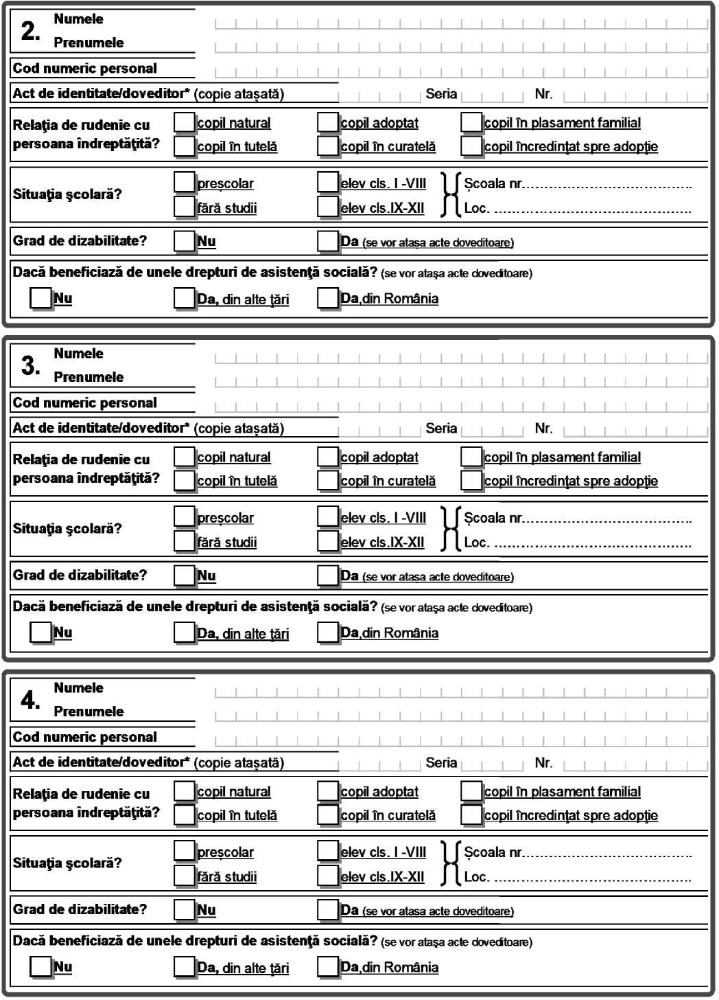 2. Numele
Prenumele
Cod numeric personal
Act de identitate/doveditor* (copie atașată) Seria Nr.
Relaţia de rudenie cu copil natural copil adoptat copil în plasament familial
persoana îndreptăţită? copil în tutelă copil în curatelă copil încredinţat spre adopţie
preșcolar elev cls. I -VIII Școala nr.......................................
Situaţia şcolară?
fără studii elev cls.IX-XII Loc. .............................................
Grad de dizabilitate? Nu Da (se vor atașa acte doveditoare)
Dacă beneficiază de unele drepturi de asistenţă socială? (se vor ataşa acte doveditoare)
Nu Da, din alte ţări Da,din România
3. Numele
Prenumele
Cod numeric personal
Act de identitate/doveditor* (copie atașată) Seria Nr.
Relaţia de rudenie cu copil natural copil adoptat copil în plasament familial
persoana îndreptăţită? copil în tutelă copil în curatelă copil încredinţat spre adopţie
preșcolar elev cls. I -VIII Școala nr.......................................
Situaţia şcolară?
fără studii elev cls.IX-XII Loc. .............................................
Grad de dizabilitate? Nu Da (se vor atașa acte doveditoare)
Dacă beneficiază de unele drepturi de asistenţă socială? (se vor ataşa acte doveditoare)
Nu Da, din alte ţări Da,din România
4. Numele
Prenumele
Cod numeric personal
Act de identitate/doveditor* (copie atașată) Seria Nr.
Relaţia de rudenie cu copil natural copil adoptat copil în plasament familial
persoana îndreptăţită? copil în tutelă copil în curatelă copil încredinţat spre adopţie
preșcolar elev cls. I -VIII Școala nr.......................................
Situaţia şcolară?
fără studii elev cls.IX-XII Loc. .............................................
Grad de dizabilitate? Nu Da (se vor atașa acte doveditoare)
Dacă beneficiază de unele drepturi de asistenţă socială? (se vor ataşa acte doveditoare)
Nu Da, din alte ţări Da,din România